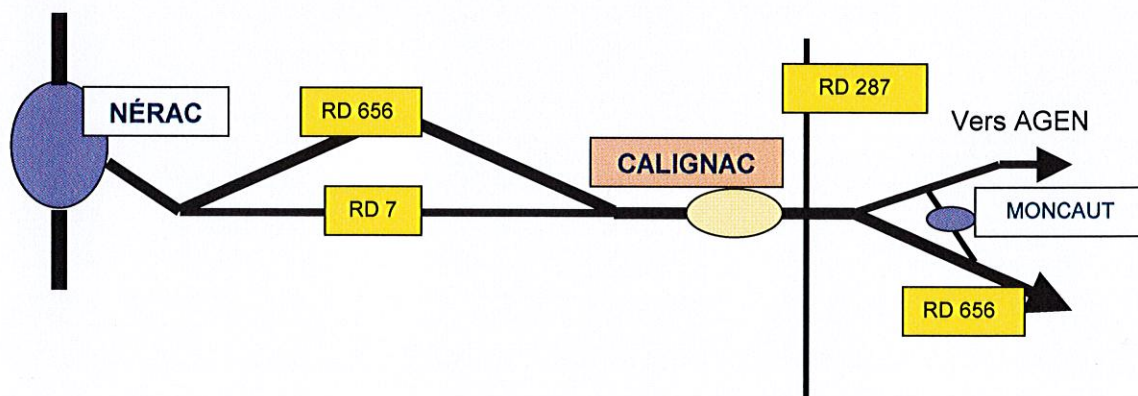 NÉRAC
RD 656
RD 7
CALIGNAC
RD 287
Vers AGEN
MONCAUT
RD 656